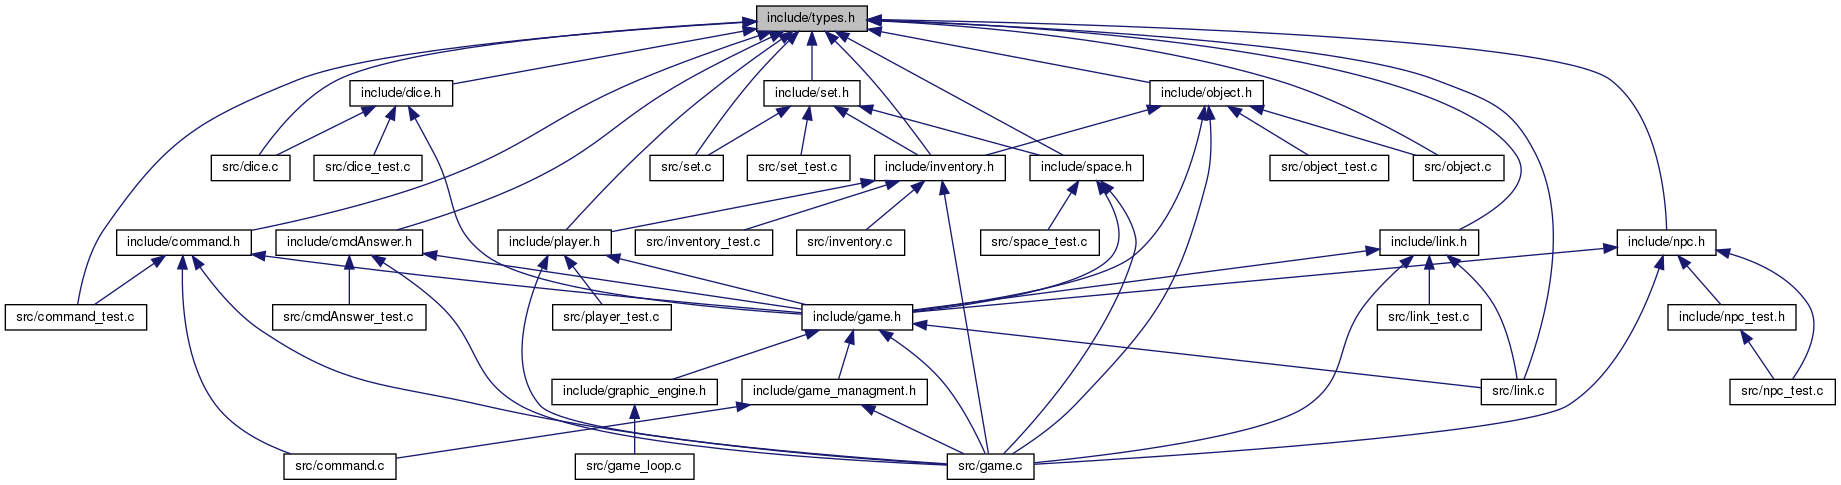 include/types.h
include/dice.h
include/set.h
include/object.h
src/dice.c
src/dice_test.c
src/set.c
src/set_test.c
include/inventory.h
include/space.h
src/object_test.c
src/object.c
include/command.h
include/cmdAnswer.h
include/player.h
src/inventory_test.c
src/inventory.c
src/space_test.c
include/link.h
include/npc.h
src/command_test.c
src/cmdAnswer_test.c
src/player_test.c
include/game.h
src/link_test.c
include/npc_test.h
include/graphic_engine.h
include/game_managment.h
src/link.c
src/npc_test.c
src/command.c
src/game_loop.c
src/game.c